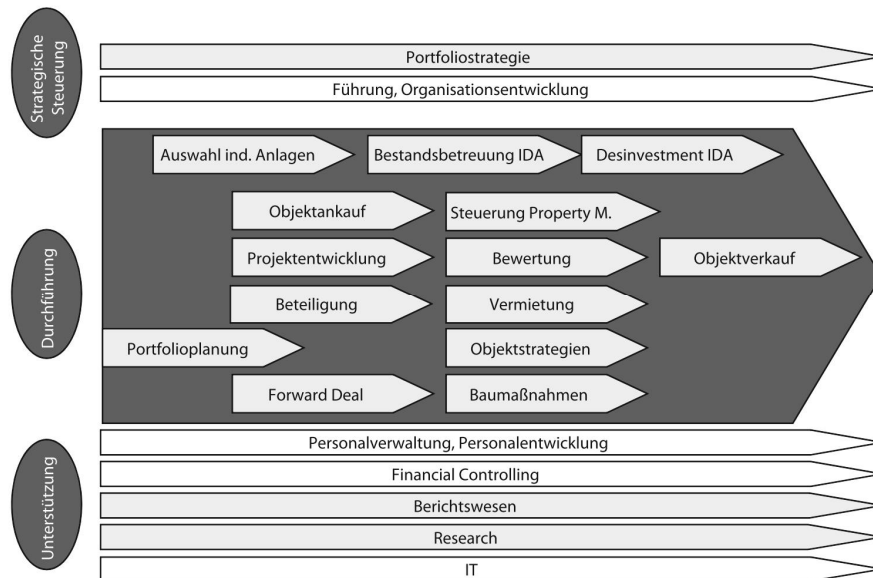 Strategische
Steuerung
Portfoliostrategie
Führung, Organisationsentwicklung
Durchführung
Auswahl ind. Anlagen
Bestandsbetreuung IDA
Desinvestment IDA
Objektankauf
Steuerung Property M.
Projektentwicklung
Bewertung
Objektverkauf
Beteiligung
Vermietung
Portfolioplanung
Objektstrategien
Forward Deal
Baumaßnahmen
Unterstützung
Personalverwaltung, Personalentwicklung
Financial Controlling
Berichtswesen
Research
IT